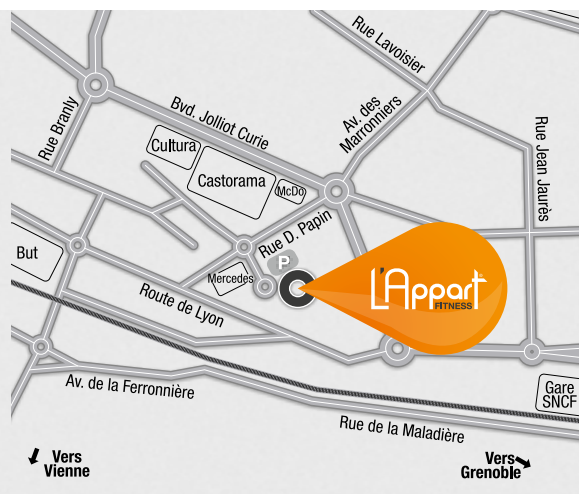 Rue Lavoisier
Rue Branly
Bvd. Jolliot Curie
Av. des
Marronniers
Rue Jean Jaurès
Cultura
Castorama
McDo
Rue D. Papin
P
But
Mercedes
L'Appart
FITNESS
Route de Lyon
Av. de la Ferronnière
Gare
SNCF
Rue de la Maladière
Vers
Vienne
Vers
Grenoble